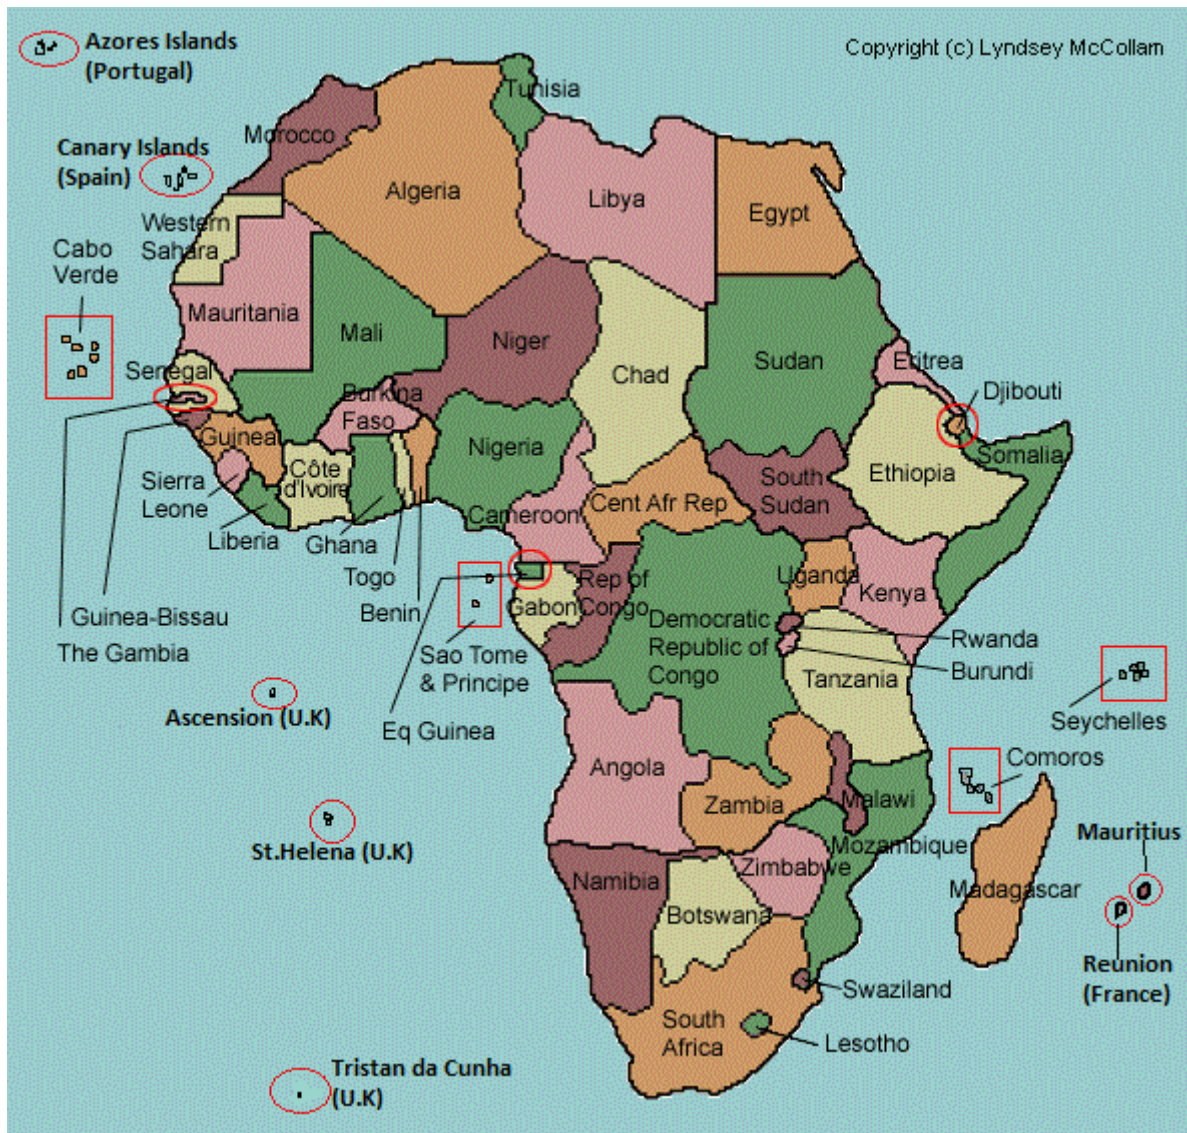 Azores Islands
(Portugal)
Copyright (c) Lyndsey McCollam
Tunisia
Morocco
Canary Islands
(Spain)
Algeria
Libya
Egypt
Western
Sahara
Cabo
Verde
Mauritania
Mali
Niger
Chad
Sudan
Eritrea
Djibouti
Senegal
Burkina
Faso
Guinea
Nigeria
Côte
d'Ivoire
Ethiopia
Somalia
South
Sudan
Sierra
Leone
Cent Afr Rep
Cameroon
Liberia
Ghana
Togo
Benin
Uganda
Kenya
Rep of
Congo
Gabon
Guinea-Bissau
The Gambia
Democratic
Republic of
Congo
Rwanda
Burundi
Sao Tome
& Principe
Tanzania
Ascension (U.K)
Eq Guinea
Seychelles
Comoros
Angola
Zambia
Malawi
St.Helena (U.K)
Mozambique
Mauritius
Zimbabwe
Namibia
Madagascar
Botswana
Reunion
(France)
Swaziland
South
Africa
Lesotho
Tristan da Cunha
(U.K)